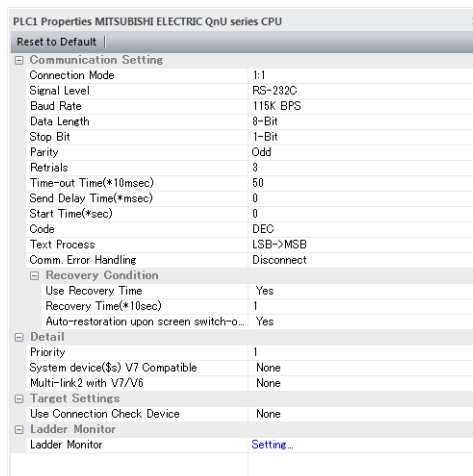 PLC1 Properties MITSUBISHI ELECTRIC QnU series CPU
Reset to Default
Communication Setting
Connection Mode 1:1
Signal Level RS-232C
Baud Rate 115K BPS
Data Length 8-Bit
Stop Bit 1-Bit
Parity Odd
Retrials 3
Time-out Time(*10msec) 50
Send Delay Time(*msec) 0
Start Time(*sec) 0
Code DEC
Text Process LSB->MSB
Comm. Error Handling Disconnect
Recovery Condition
Use Recovery Time Yes
Recovery Time(*10sec) 1
Auto-restoration upon screen switch-o... Yes
Detail
Priority 1
System device($s) V7 Compatible None
Multi-link2 with V7/V6 None
Target Settings
Use Connection Check Device None
Ladder Monitor
Ladder Monitor Setting...